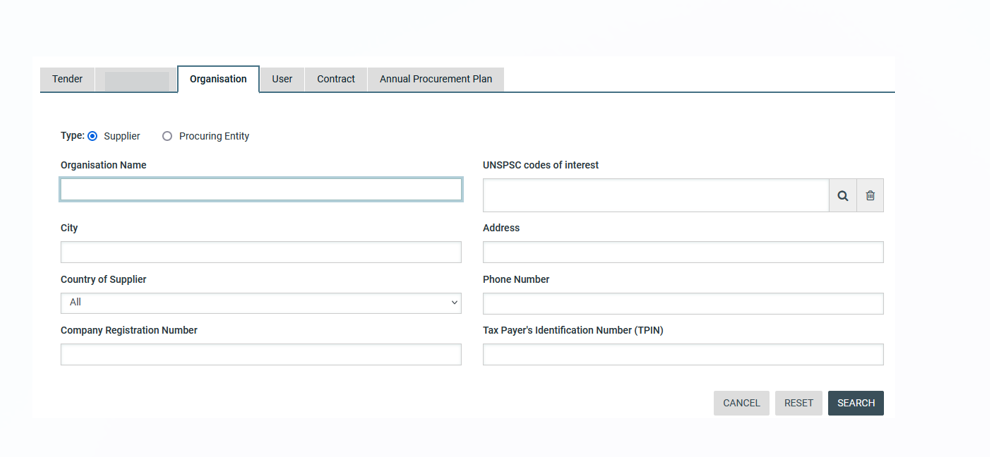 Tender Organisation User Contract Annual Procurement Plan
Type: Supplier Procuring Entity
Organisation Name UNSPSC codes of interest
City Address
Country of Supplier Phone Number
All
Company Registration Number Tax Payer's Identification Number (TPIN)
CANCEL RESET SEARCH